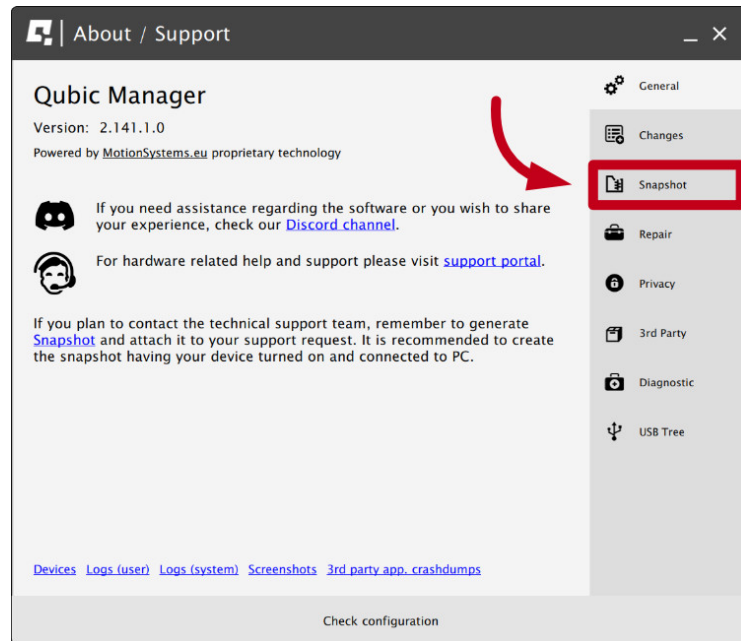 About / Support
Qubic Manager
Version: 2.141.1.0
Powered by MotionSystems.eu proprietary technology
If you need assistance regarding the software or you wish to share
your experience, check our Discord channel.
For hardware related help and support please visit support portal.
If you plan to contact the technical support team, remember to generate
Snapshot and attach it to your support request. It is recommended to create
the snapshot having your device turned on and connected to PC.
Devices Logs (user) Logs (system) Screenshots 3rd party app. crashdumps
General
Changes
Snapshot
Repair
Privacy
3rd Party
Diagnostic
USB Tree
Check configuration